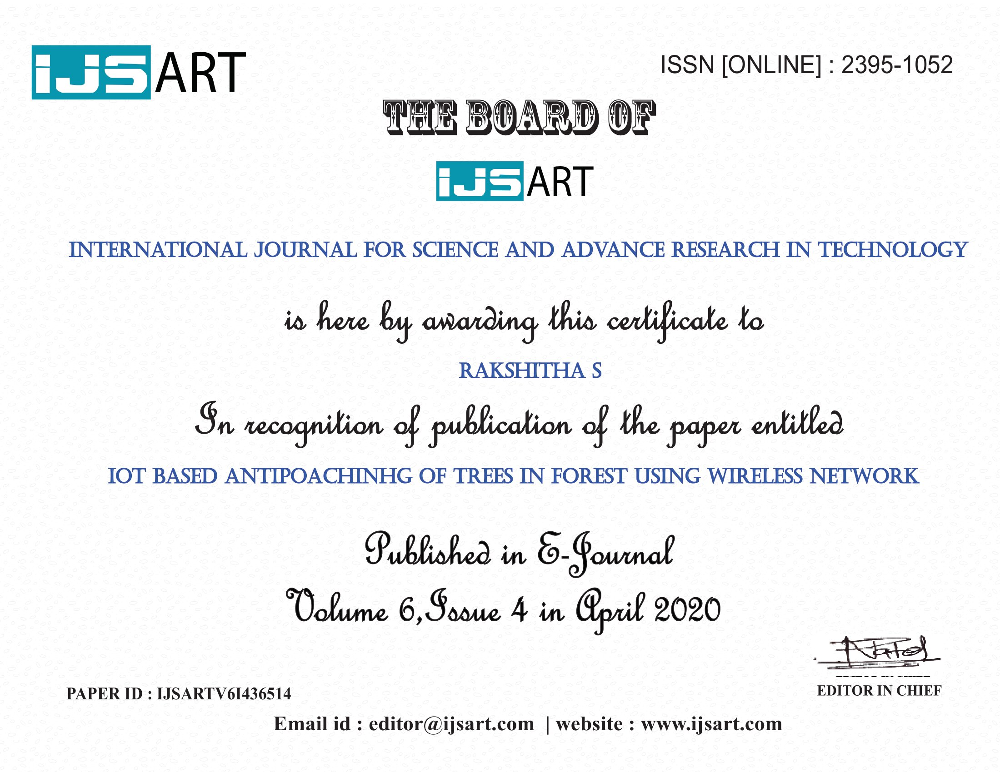 IJSART
ISSN [ONLINE] : 2395-1052
THE BOARD OF
IJSART
INTERNATIONAL JOURNAL FOR SCIENCE AND ADVANCE RESEARCH IN TECHNOLOGY
is here by awarding this certificate to
RAKSHITHA S
In recognition of publication of the paper entitled
IOT BASED ANTIPOACHINHG OF TREES IN FOREST USING WIRELESS NETWORK
Published in E-Journal
Volume 6,Issue 4 in April 2020
PAPER ID : IJSARTV6I436514
EDITOR IN CHIEF
Email id : editor@ijsart.com | website : www.ijsart.com